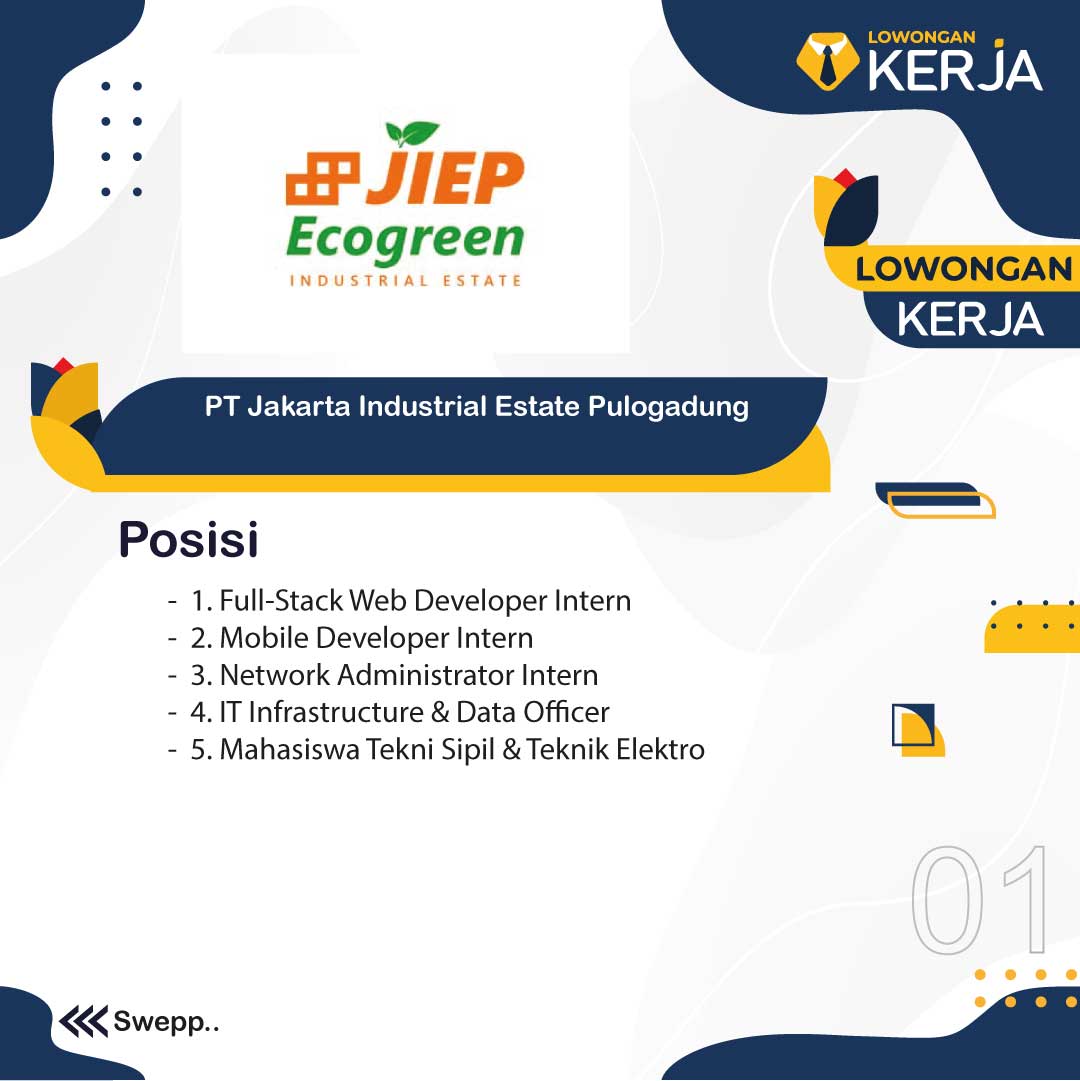 LOWONGAN
KERJA
JIEP
Ecogreen
INDUSTRIAL ESTATE
LOWONGAN
KERJA
PT Jakarta Industrial Estate Pulogadung
Posisi
- 1. Full-Stack Web Developer Intern
- 2. Mobile Developer Intern
- 3. Network Administrator Intern
- 4. IT Infrastructure & Data Officer
- 5. Mahasiswa Tekni Sipil & Teknik Elektro
01
Swepp..